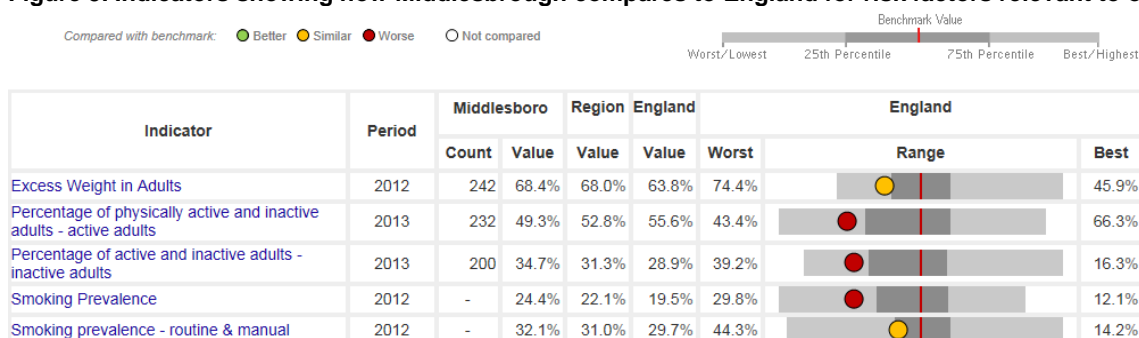 Compared with benchmark: Better Similar Worse Not compared
Benchmark Value
Worst/Lowest 25th Percentile 75th Percentile Best/Highest
Indicator Period Middlesboro Region England England
Count Value Value Value Worst Range Best
Excess Weight in Adults 2012 242 68.4% 68.0% 63.8% 74.4% 45.9%
Percentage of physically active and inactive
adults - active adults 2013 232 49.3% 52.8% 55.6% 43.4% 66.3%
Percentage of active and inactive adults -
inactive adults 2013 200 34.7% 31.3% 28.9% 39.2% 16.3%
Smoking Prevalence 2012 - 24.4% 22.1% 19.5% 29.8% 12.1%
Smoking prevalence - routine & manual 2012 - 32.1% 31.0% 29.7% 44.3% 14.2%